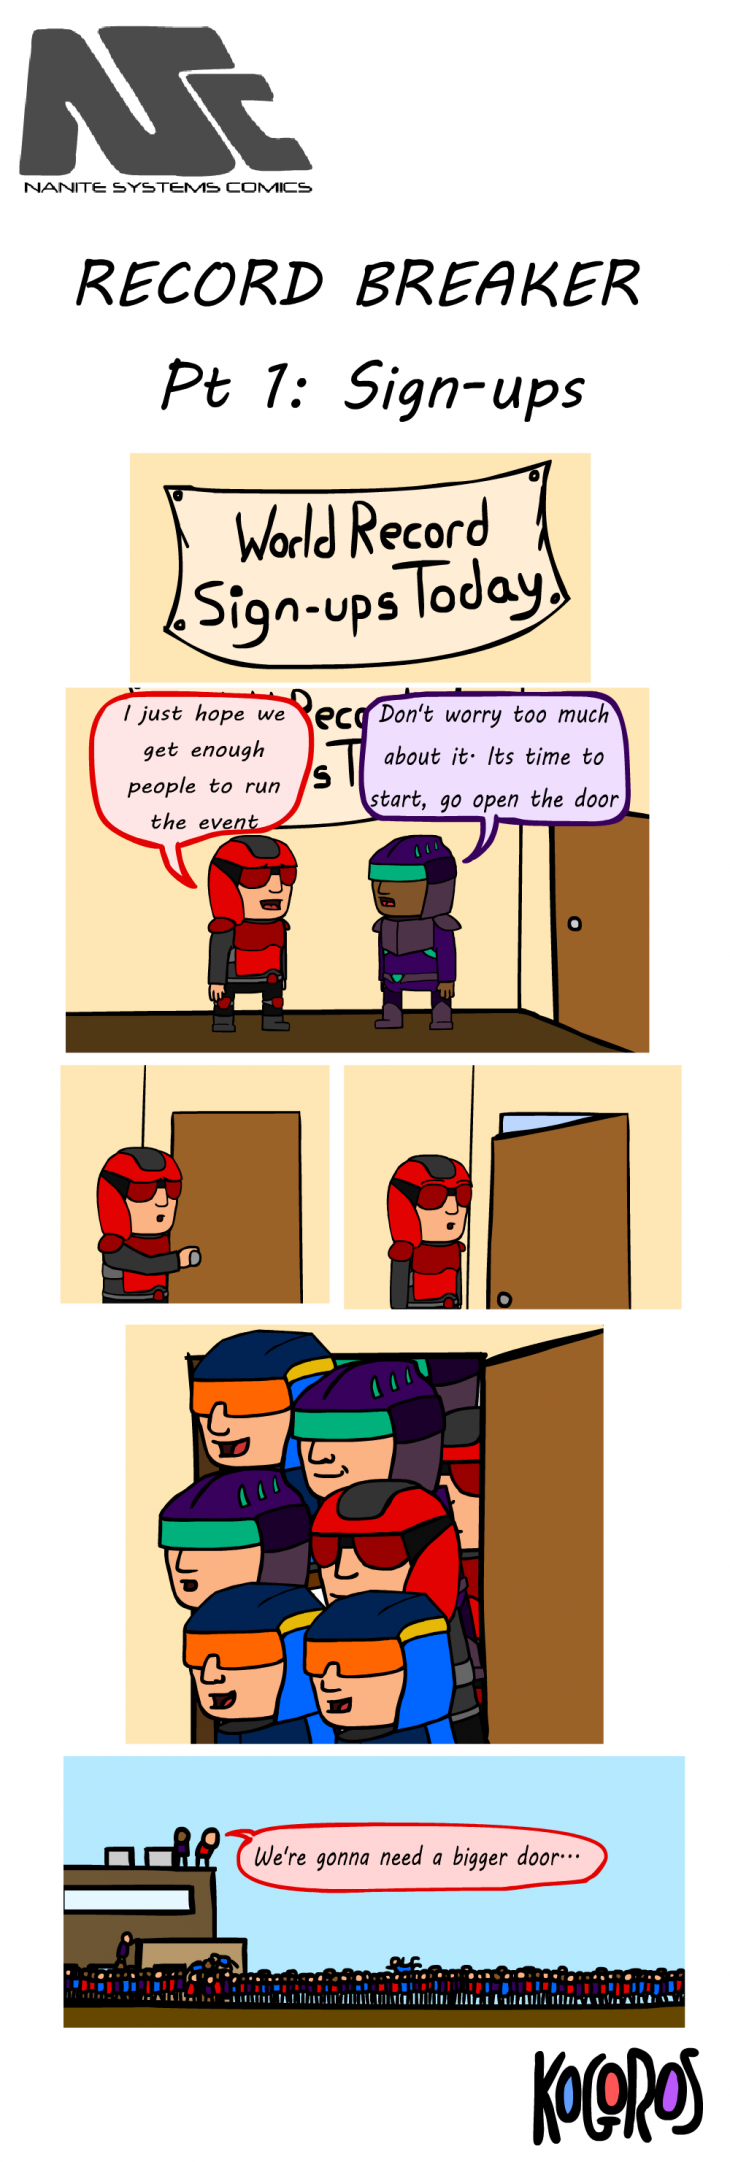 NSC
NANITE SYSTEMS COMICS
RECORD BREAKER
Pt 1: Sign-ups
World Record
Sign-ups Today.
I just hope we
get enough
people to run
the event
Don't worry too much
about it. Its time to
start, go open the door
We're gonna need a bigger door...
KOGOROS